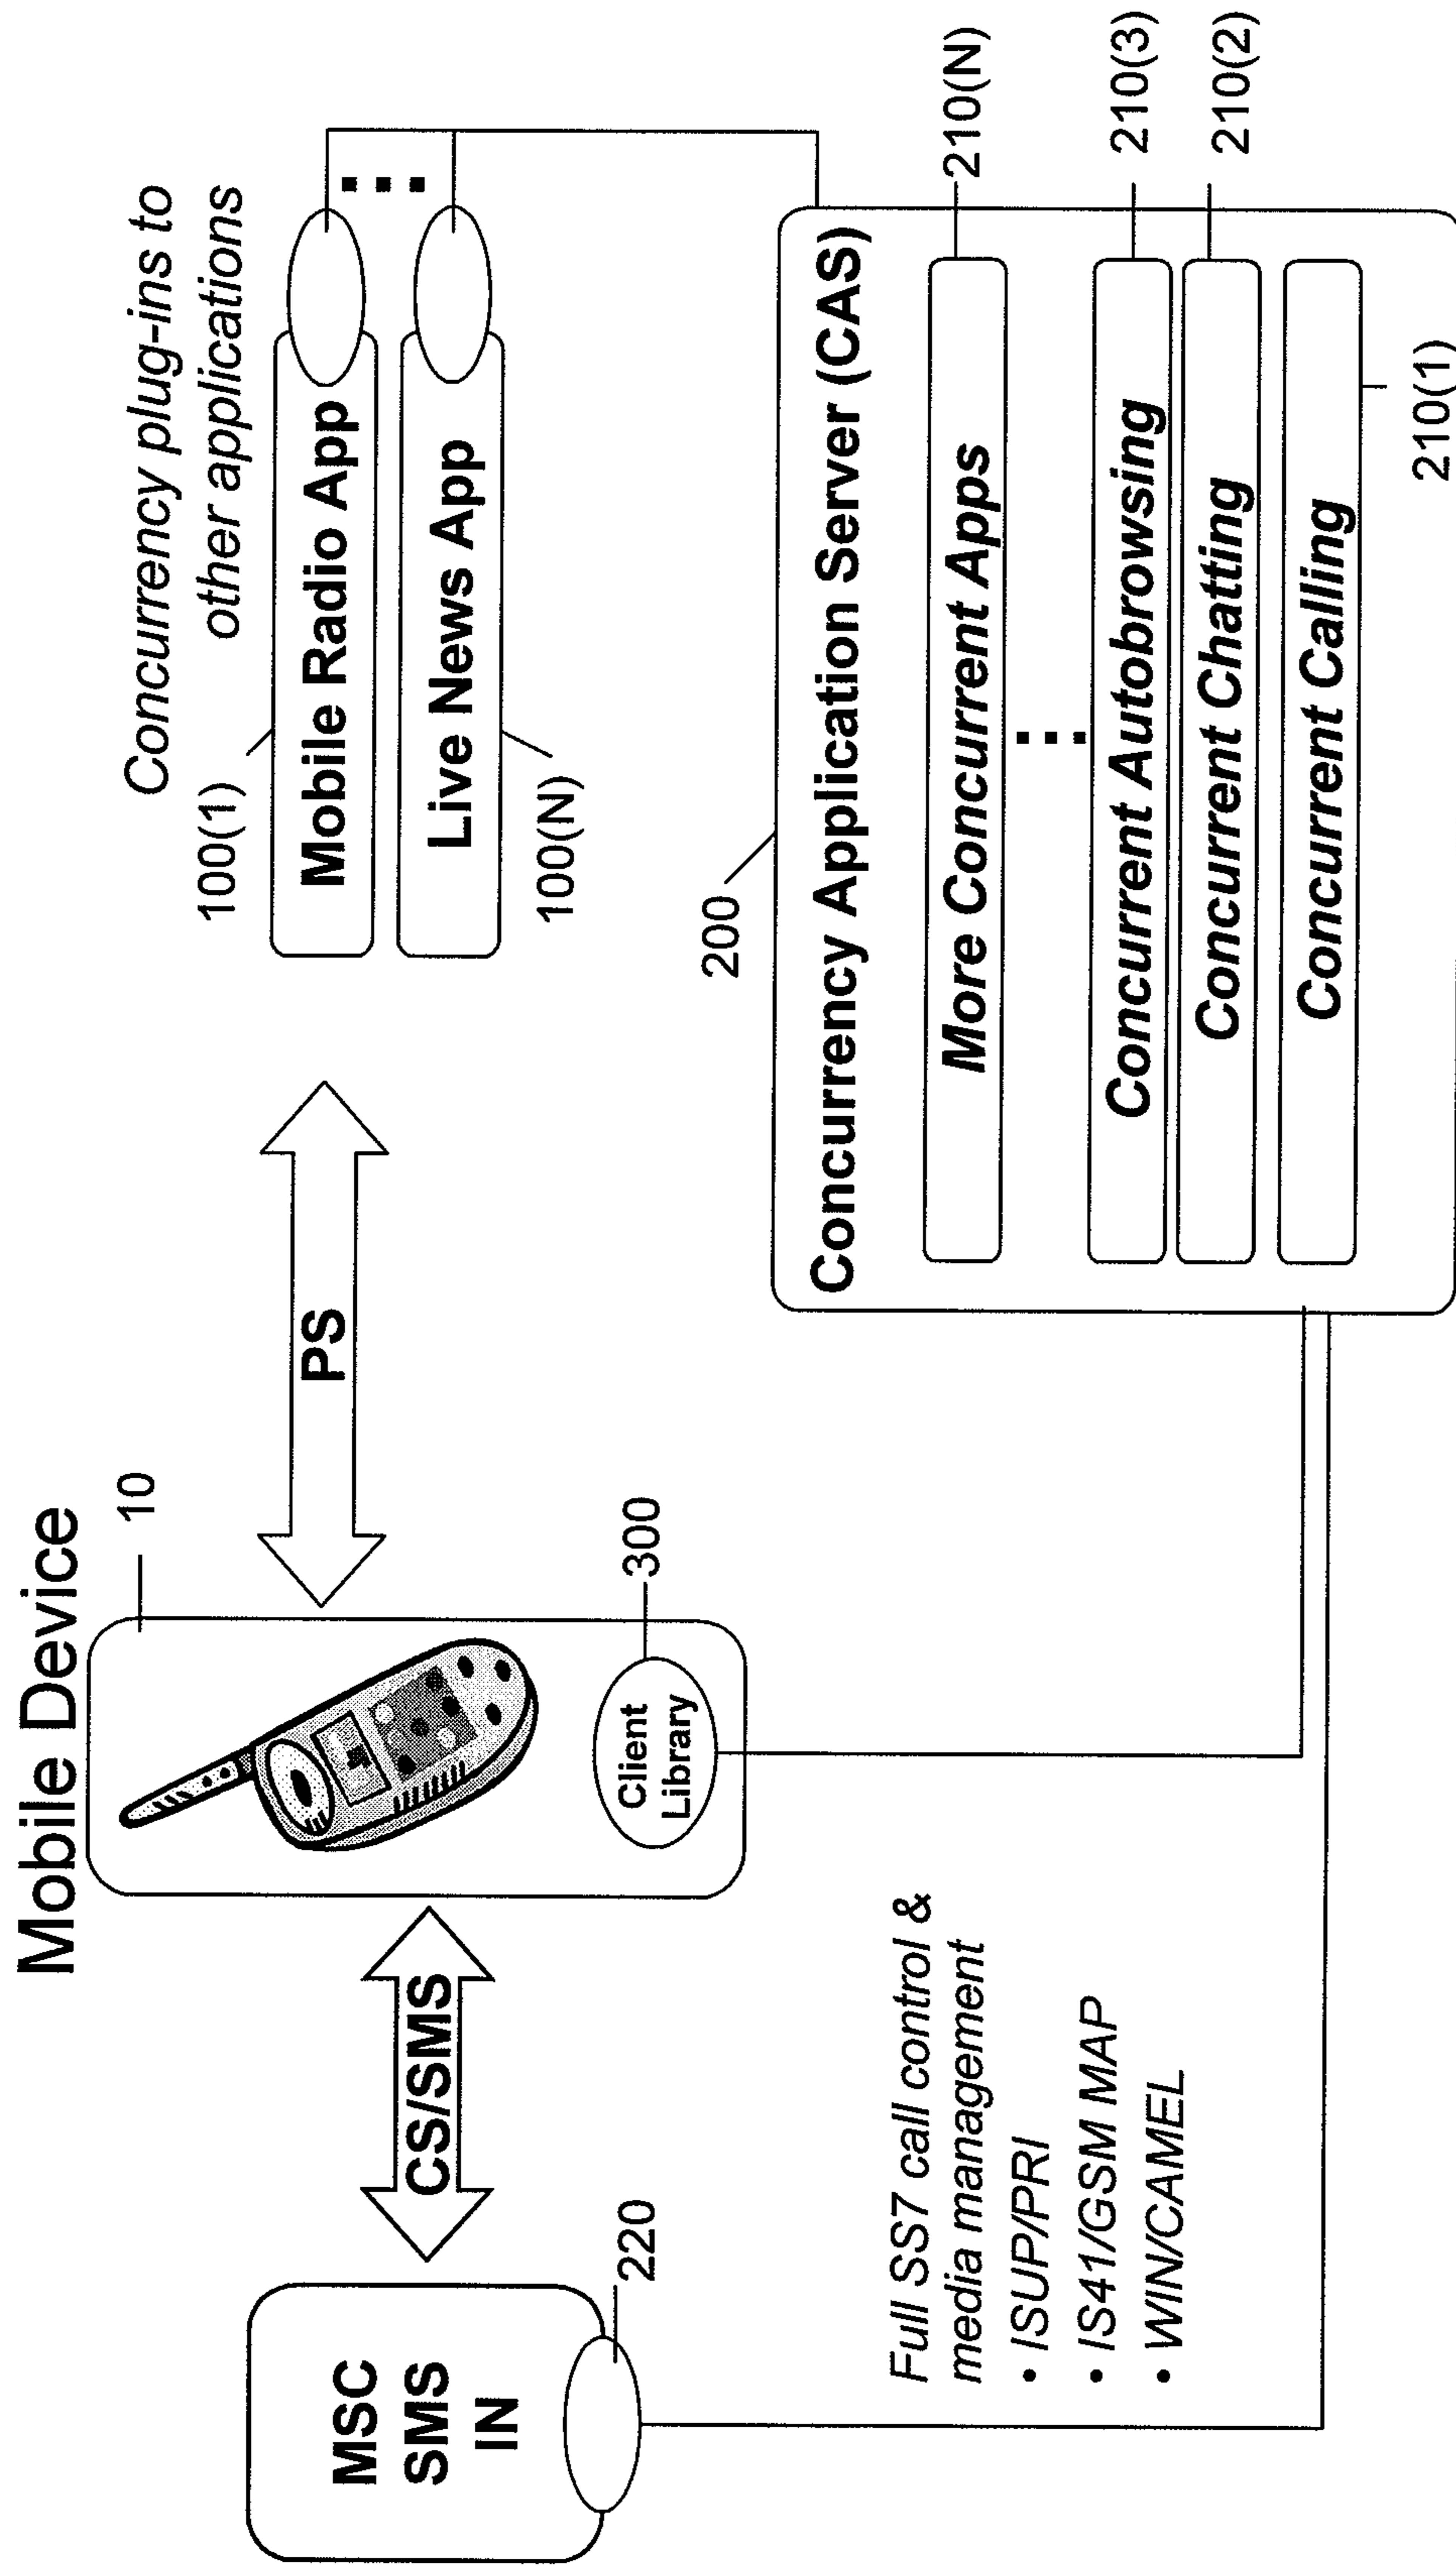 Mobile Device
10
MSC
SMS
IN
220
CS/SMS
Client
Library
300
PS
Concurrency plug-ins to
other applications
100(1)
Mobile Radio App
Live News App
100(N)
200
Concurrency Application Server (CAS)
More Concurrent Apps
210(N)
Concurrent Autobrowsing
210(3)
Concurrent Chatting
210(2)
Concurrent Calling
210(1)
Full SS7 call control &
media management
• ISUP/PRI
• IS41/GSM MAP
• WIN/CAMEL